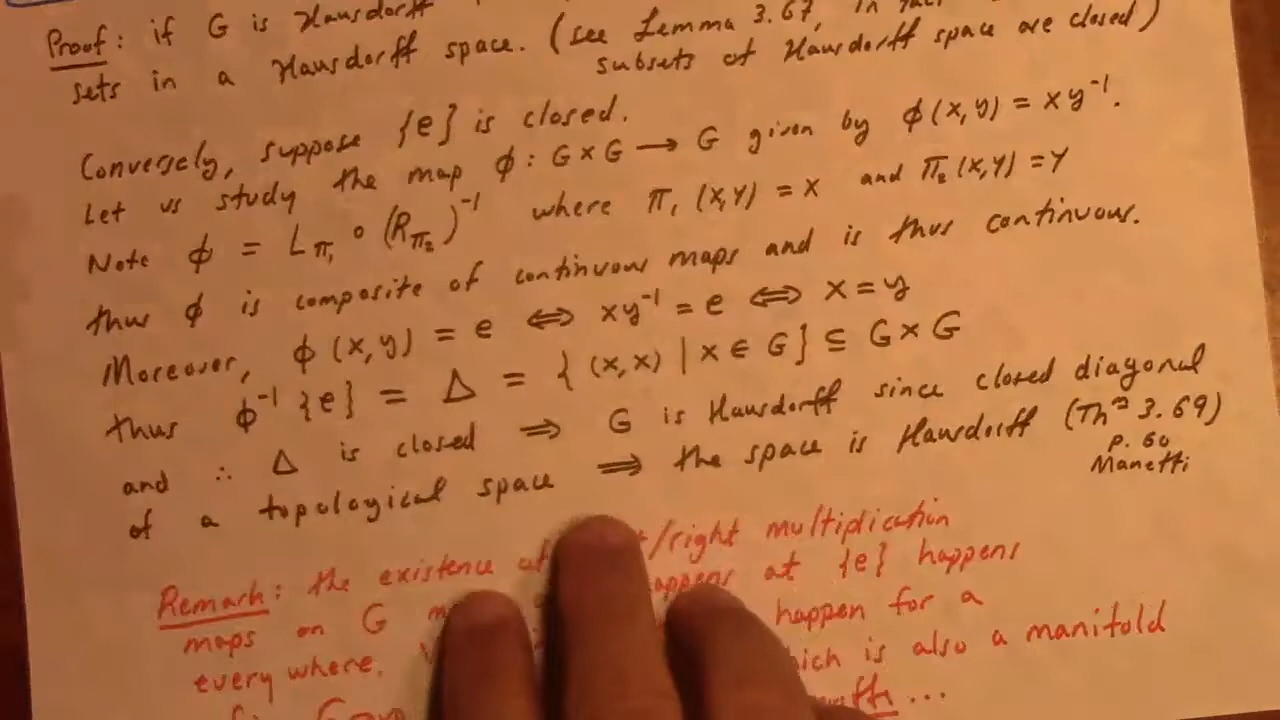 Proof: if G is Hausdorff
sets in a Hausdorff space. (see Lemma 3.67, In fact
subsets of Hausdorff space are closed)
Conversely, suppose {e} is closed.
Let us study the map φ: G×G → G given by φ(x,y) = xy⁻¹.
Note φ = L_π₁ ∘ (R_π₂)⁻¹ where π₁(x,y) = x and π₂(x,y) = y
thus φ is composite of continuous maps and is thus continuous.
Moreover, φ(x,y) = e ⇔ xy⁻¹ = e ⇔ x = y
thus φ⁻¹{e} = Δ = {(x,x) | x ∈ G} ⊆ G×G
and ∴ Δ is closed ⇒ G is Hausdorff since closed diagonal
of a topological space ⇒ the space is Hausdorff (Thᵐ 3.69)
p. 60
Manetti
Remark: the existence of /right multiplication
maps on G happens at {e} happens
everywhere. happen for a
which is also a manifold